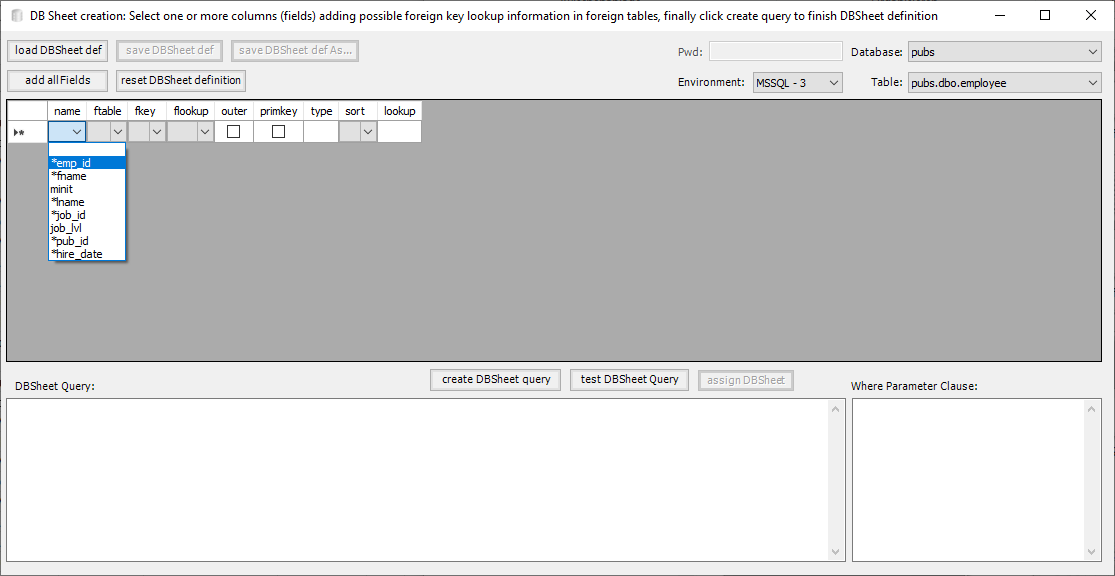 DB Sheet creation: Select one or more columns (fields) adding possible foreign key lookup information in foreign tables, finally click create query to finish DBSheet definition
load DBSheet def save DBSheet def save DBSheet def As... Pwd: Database: pubs
add all Fields reset DBSheet definition Environment: MSSQL - 3 Table: pubs.dbo.employee
name ftable fkey flookup outer primkey type sort lookup
*emp_id
*fname
minit
*lname
*job_id
job_lvl
*pub_id
*hire_date
DBSheet Query: create DBSheet query test DBSheet Query assign DBSheet Where Parameter Clause: